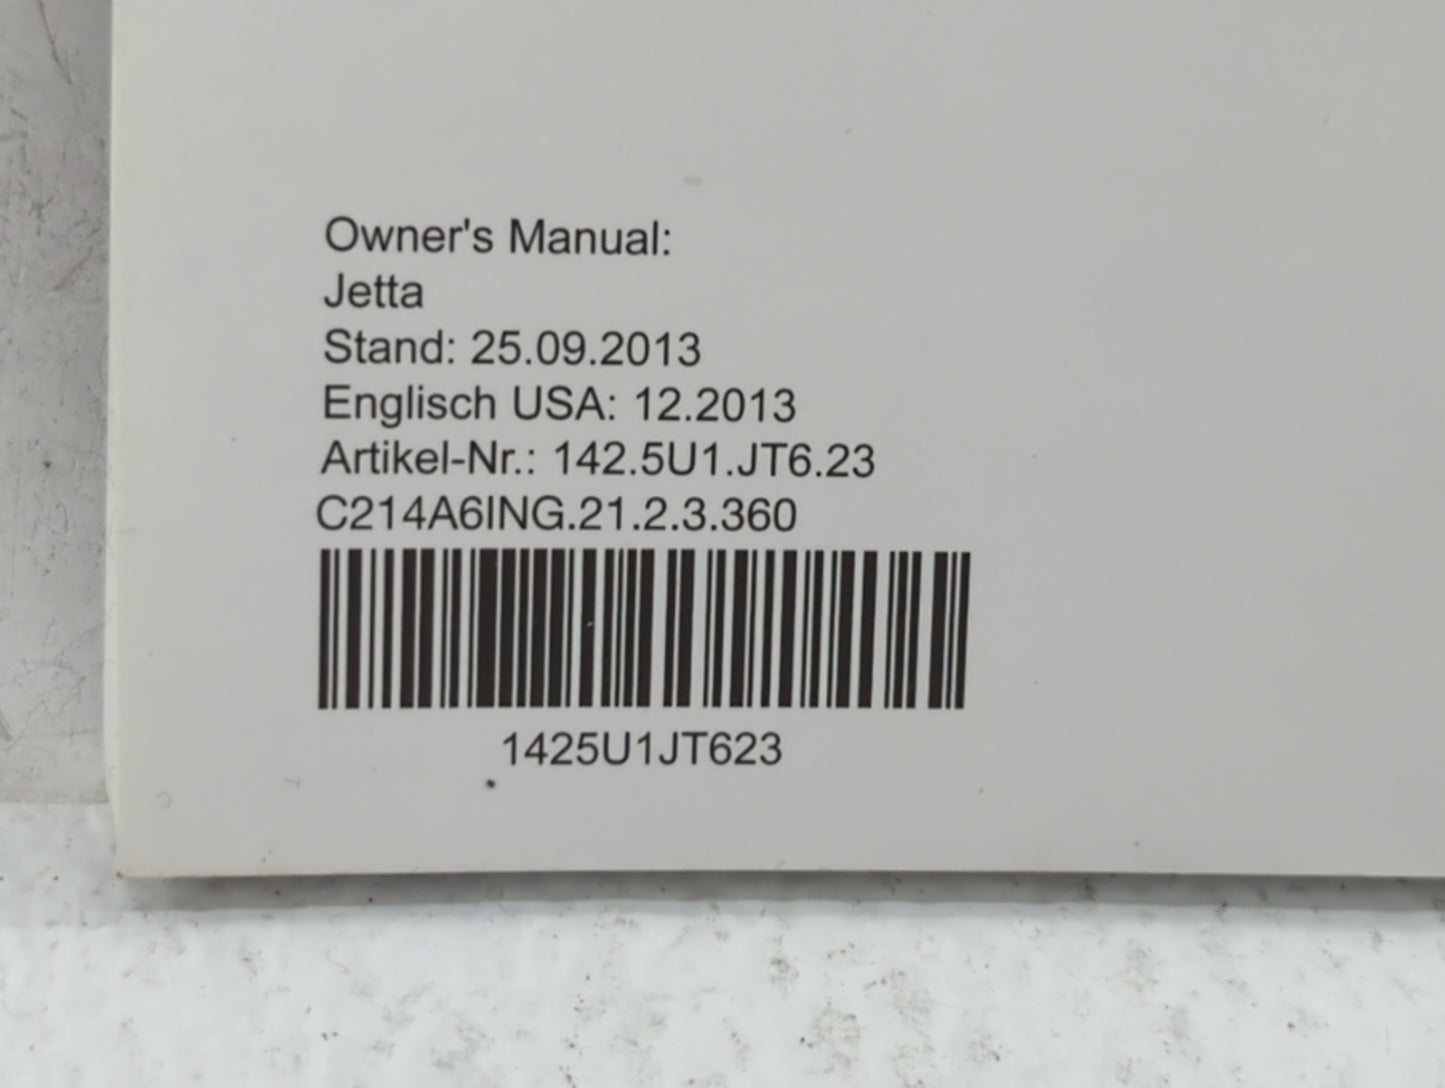 Owner's Manual:
Jetta
Stand: 25.09.2013
Englisch USA: 12.2013
Artikel-Nr.: 142.5U1.JT6.23
C214A6ING.21.2.3.360
1425U1JT623